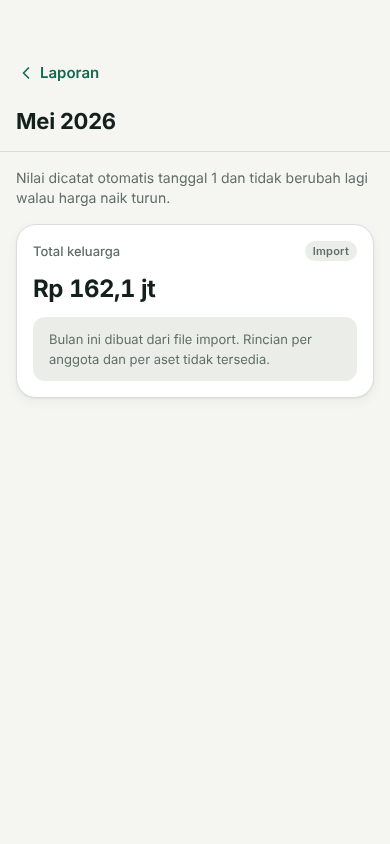 Laporan
Mei 2026
Nilai dicatat otomatis tanggal 1 dan tidak berubah lagi
walau harga naik turun.
Total keluarga
Import
Rp 162,1 jt
Bulan ini dibuat dari file import. Rincian per
anggota dan per aset tidak tersedia.